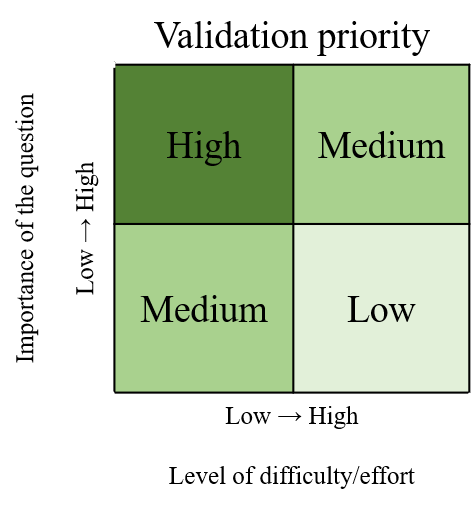 Validation priority
Importance of the question
Low → High
High
Medium
Medium
Low
Low → High
Level of difficulty/effort